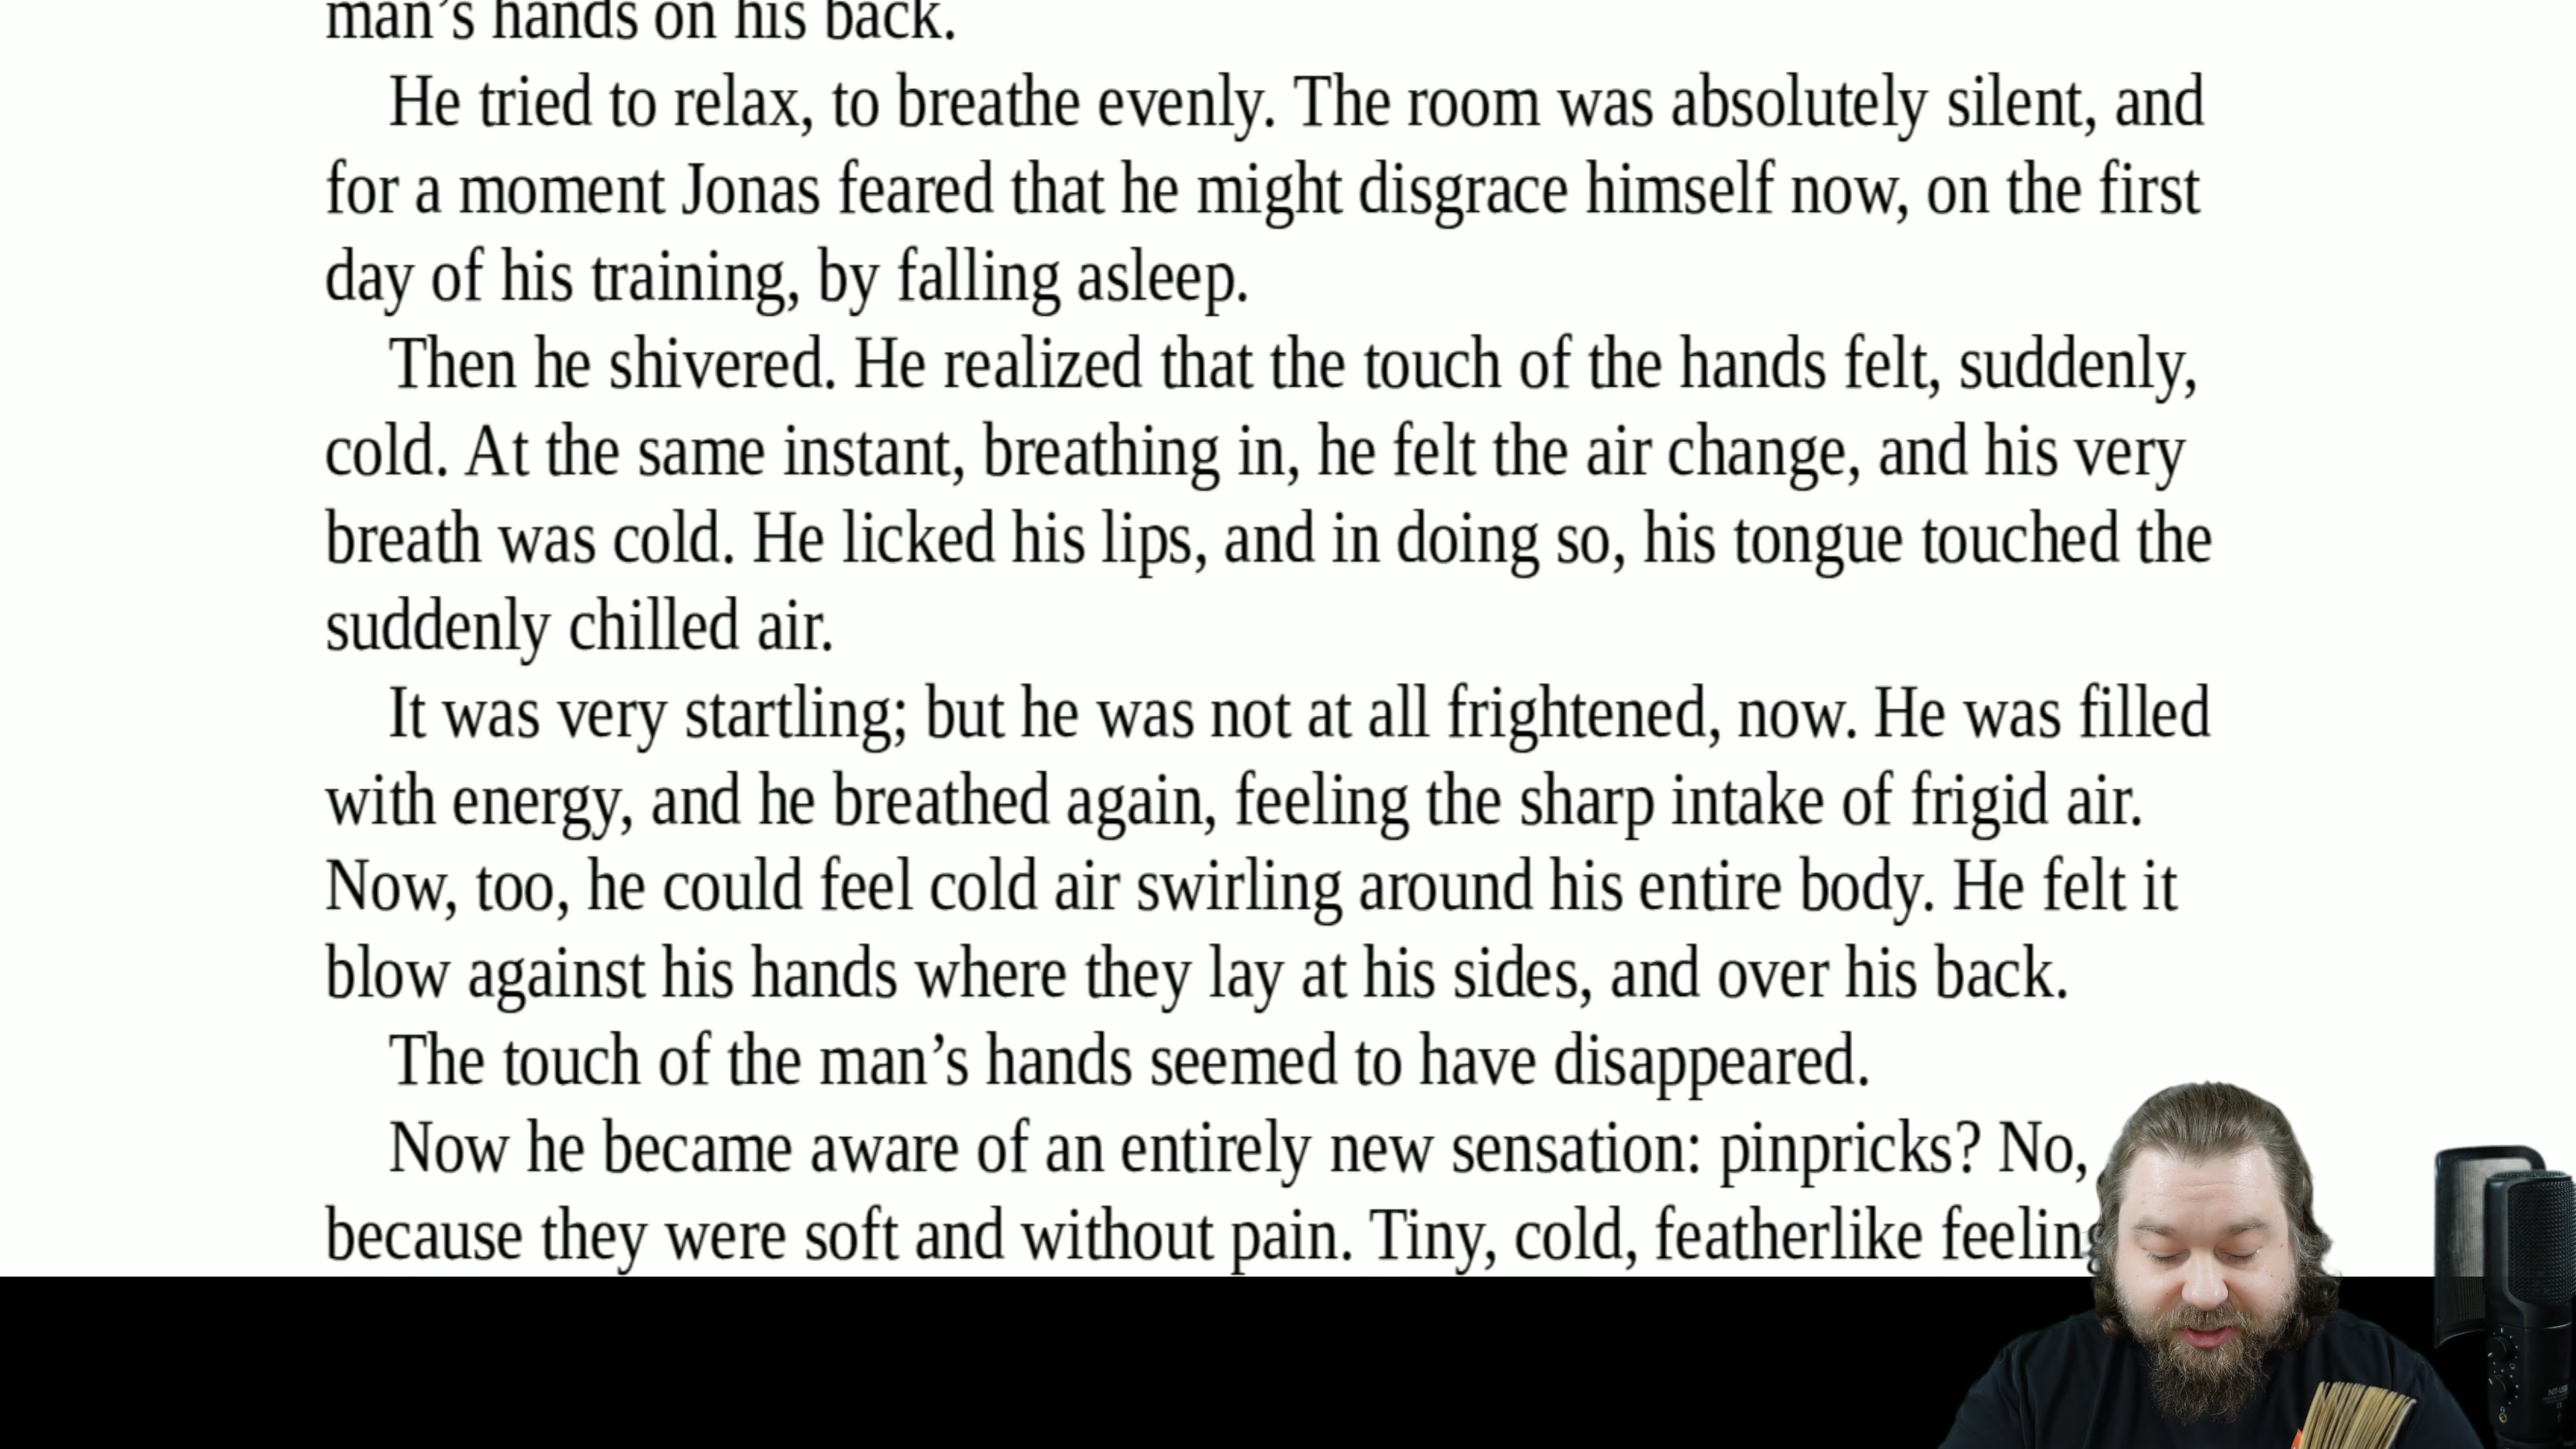 man’s hands on his back.
He tried to relax, to breathe evenly. The room was absolutely silent, and
for a moment Jonas feared that he might disgrace himself now, on the first
day of his training, by falling asleep.
Then he shivered. He realized that the touch of the hands felt, suddenly,
cold. At the same instant, breathing in, he felt the air change, and his very
breath was cold. He licked his lips, and in doing so, his tongue touched the
suddenly chilled air.
It was very startling; but he was not at all frightened, now. He was filled
with energy, and he breathed again, feeling the sharp intake of frigid air.
Now, too, he could feel cold air swirling around his entire body. He felt it
blow against his hands where they lay at his sides, and over his back.
The touch of the man’s hands seemed to have disappeared.
Now he became aware of an entirely new sensation: pinpricks? No,
because they were soft and without pain. Tiny, cold, featherlike feeling